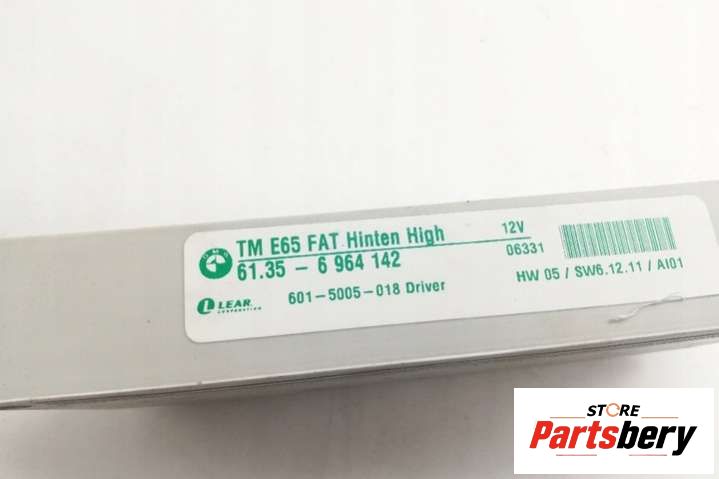 TM E65 FAT Hinten High
12V
61.35 - 6 964 142
06331
HW 05 / SW6.12.11 / AI01
LEAR
CORPORATION
601-5005-018 Driver
STORE
Partsbery